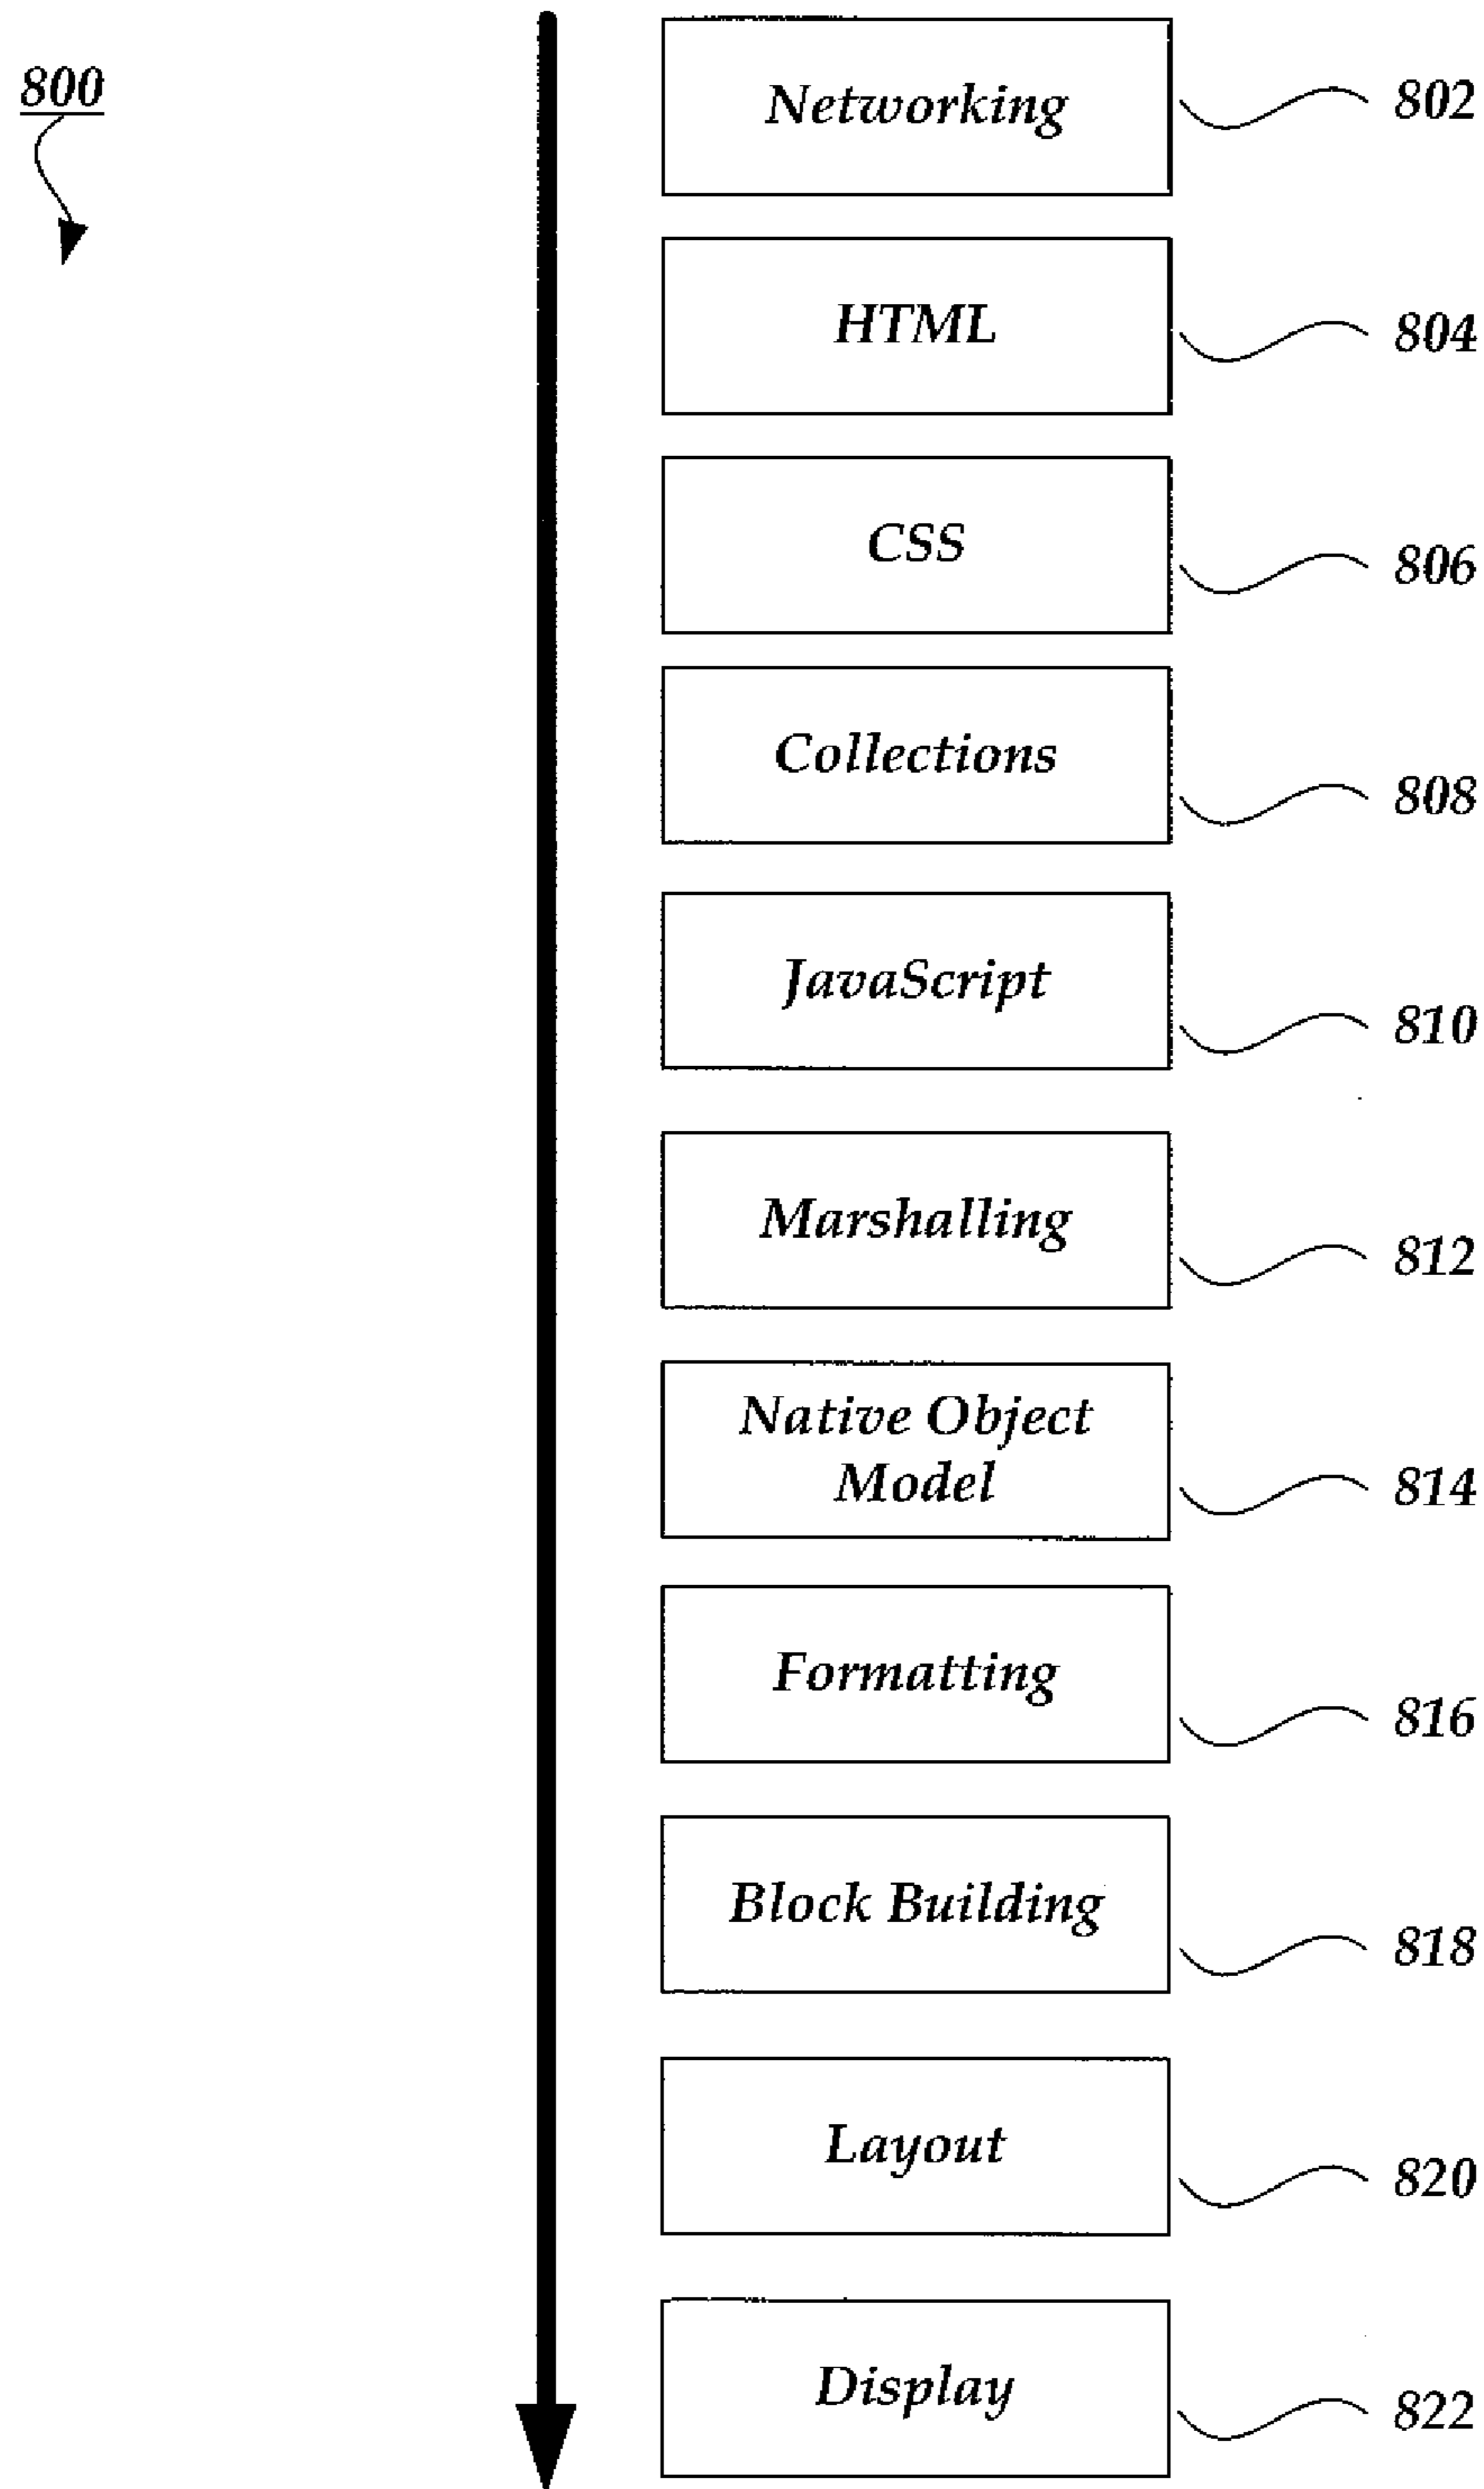 800
Networking
802
HTML
804
CSS
806
Collections
808
JavaScript
810
Marshalling
812
Native Object
Model
814
Formatting
816
Block Building
818
Layout
820
Display
822